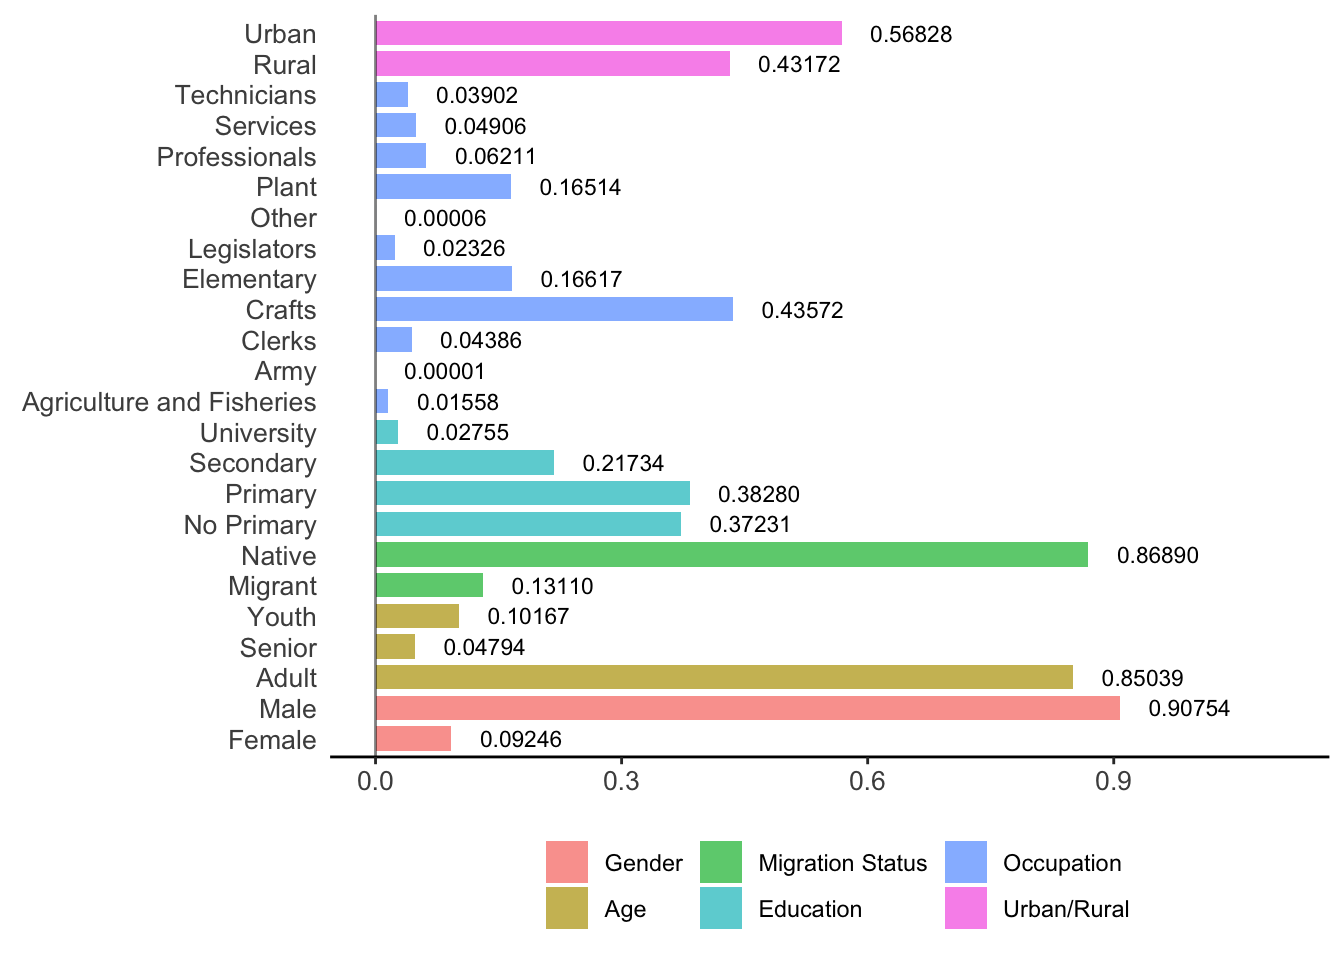 Urban 0.56828
Rural 0.43172
Technicians 0.03902
Services 0.04906
Professionals 0.06211
Plant 0.16514
Other 0.00006
Legislators 0.02326
Elementary 0.16617
Crafts 0.43572
Clerks 0.04386
Army 0.00001
Agriculture and Fisheries 0.01558
University 0.02755
Secondary 0.21734
Primary 0.38280
No Primary 0.37231
Native 0.86890
Migrant 0.13110
Youth 0.10167
Senior 0.04794
Adult 0.85039
Male 0.90754
Female 0.09246
0.0 0.3 0.6 0.9
Gender Migration Status Occupation
Age Education Urban/Rural